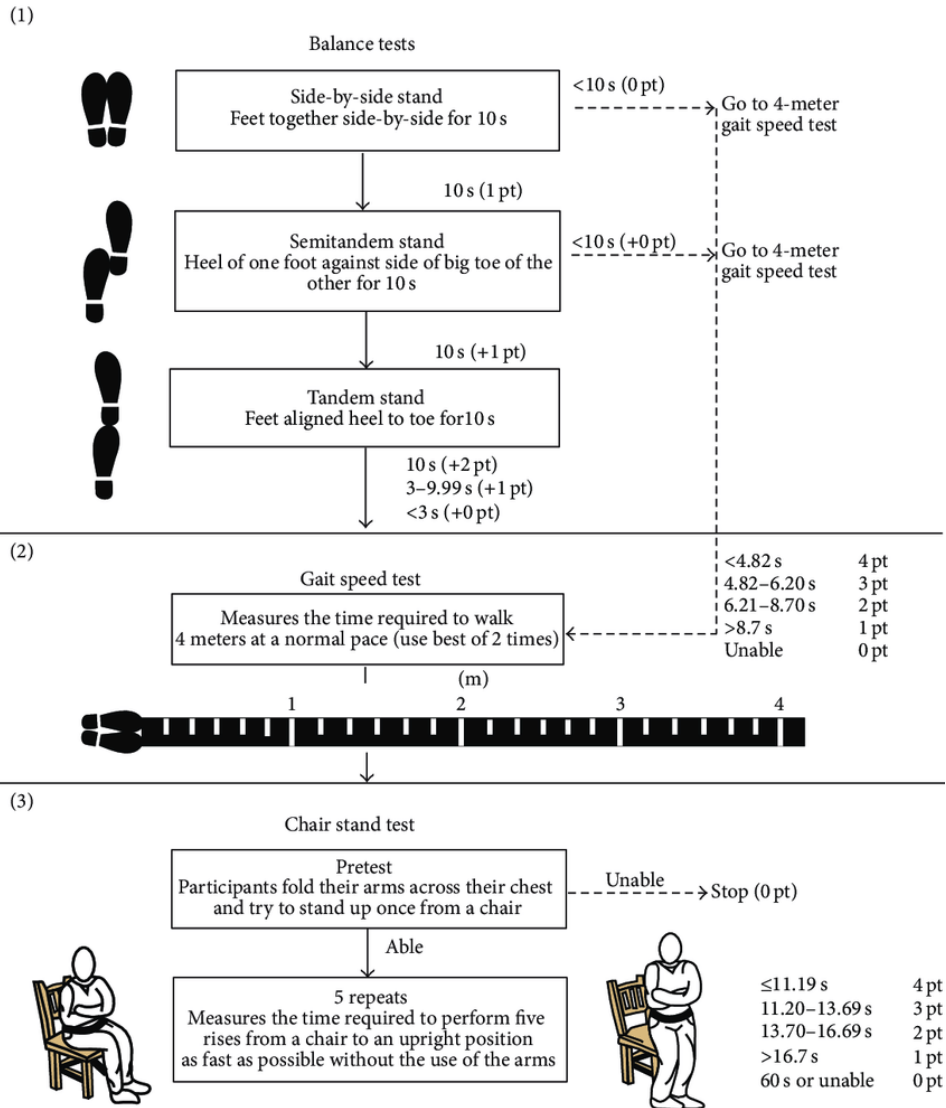 (1)
Balance tests
Side-by-side stand
Feet together side-by-side for 10 s
<10 s (0 pt)
Go to 4-meter
gait speed test
10 s (1 pt)
Semitandem stand
Heel of one foot against side of big toe of the
other for 10 s
<10 s (+0 pt)
Go to 4-meter
gait speed test
10 s (+1 pt)
Tandem stand
Feet aligned heel to toe for10 s
10 s (+2 pt)
3–9.99 s (+1 pt)
<3 s (+0 pt)
(2)
Gait speed test
Measures the time required to walk
4 meters at a normal pace (use best of 2 times)
<4.82 s 4 pt
4.82–6.20 s 3 pt
6.21–8.70 s 2 pt
>8.7 s 1 pt
Unable 0 pt
(m)
1 2 3 4
(3)
Chair stand test
Pretest
Participants fold their arms across their chest
and try to stand up once from a chair
Unable
Stop (0 pt)
Able
5 repeats
Measures the time required to perform five
rises from a chair to an upright position
as fast as possible without the use of the arms
≤11.19 s 4 pt
11.20–13.69 s 3 pt
13.70–16.69 s 2 pt
>16.7 s 1 pt
60 s or unable 0 pt